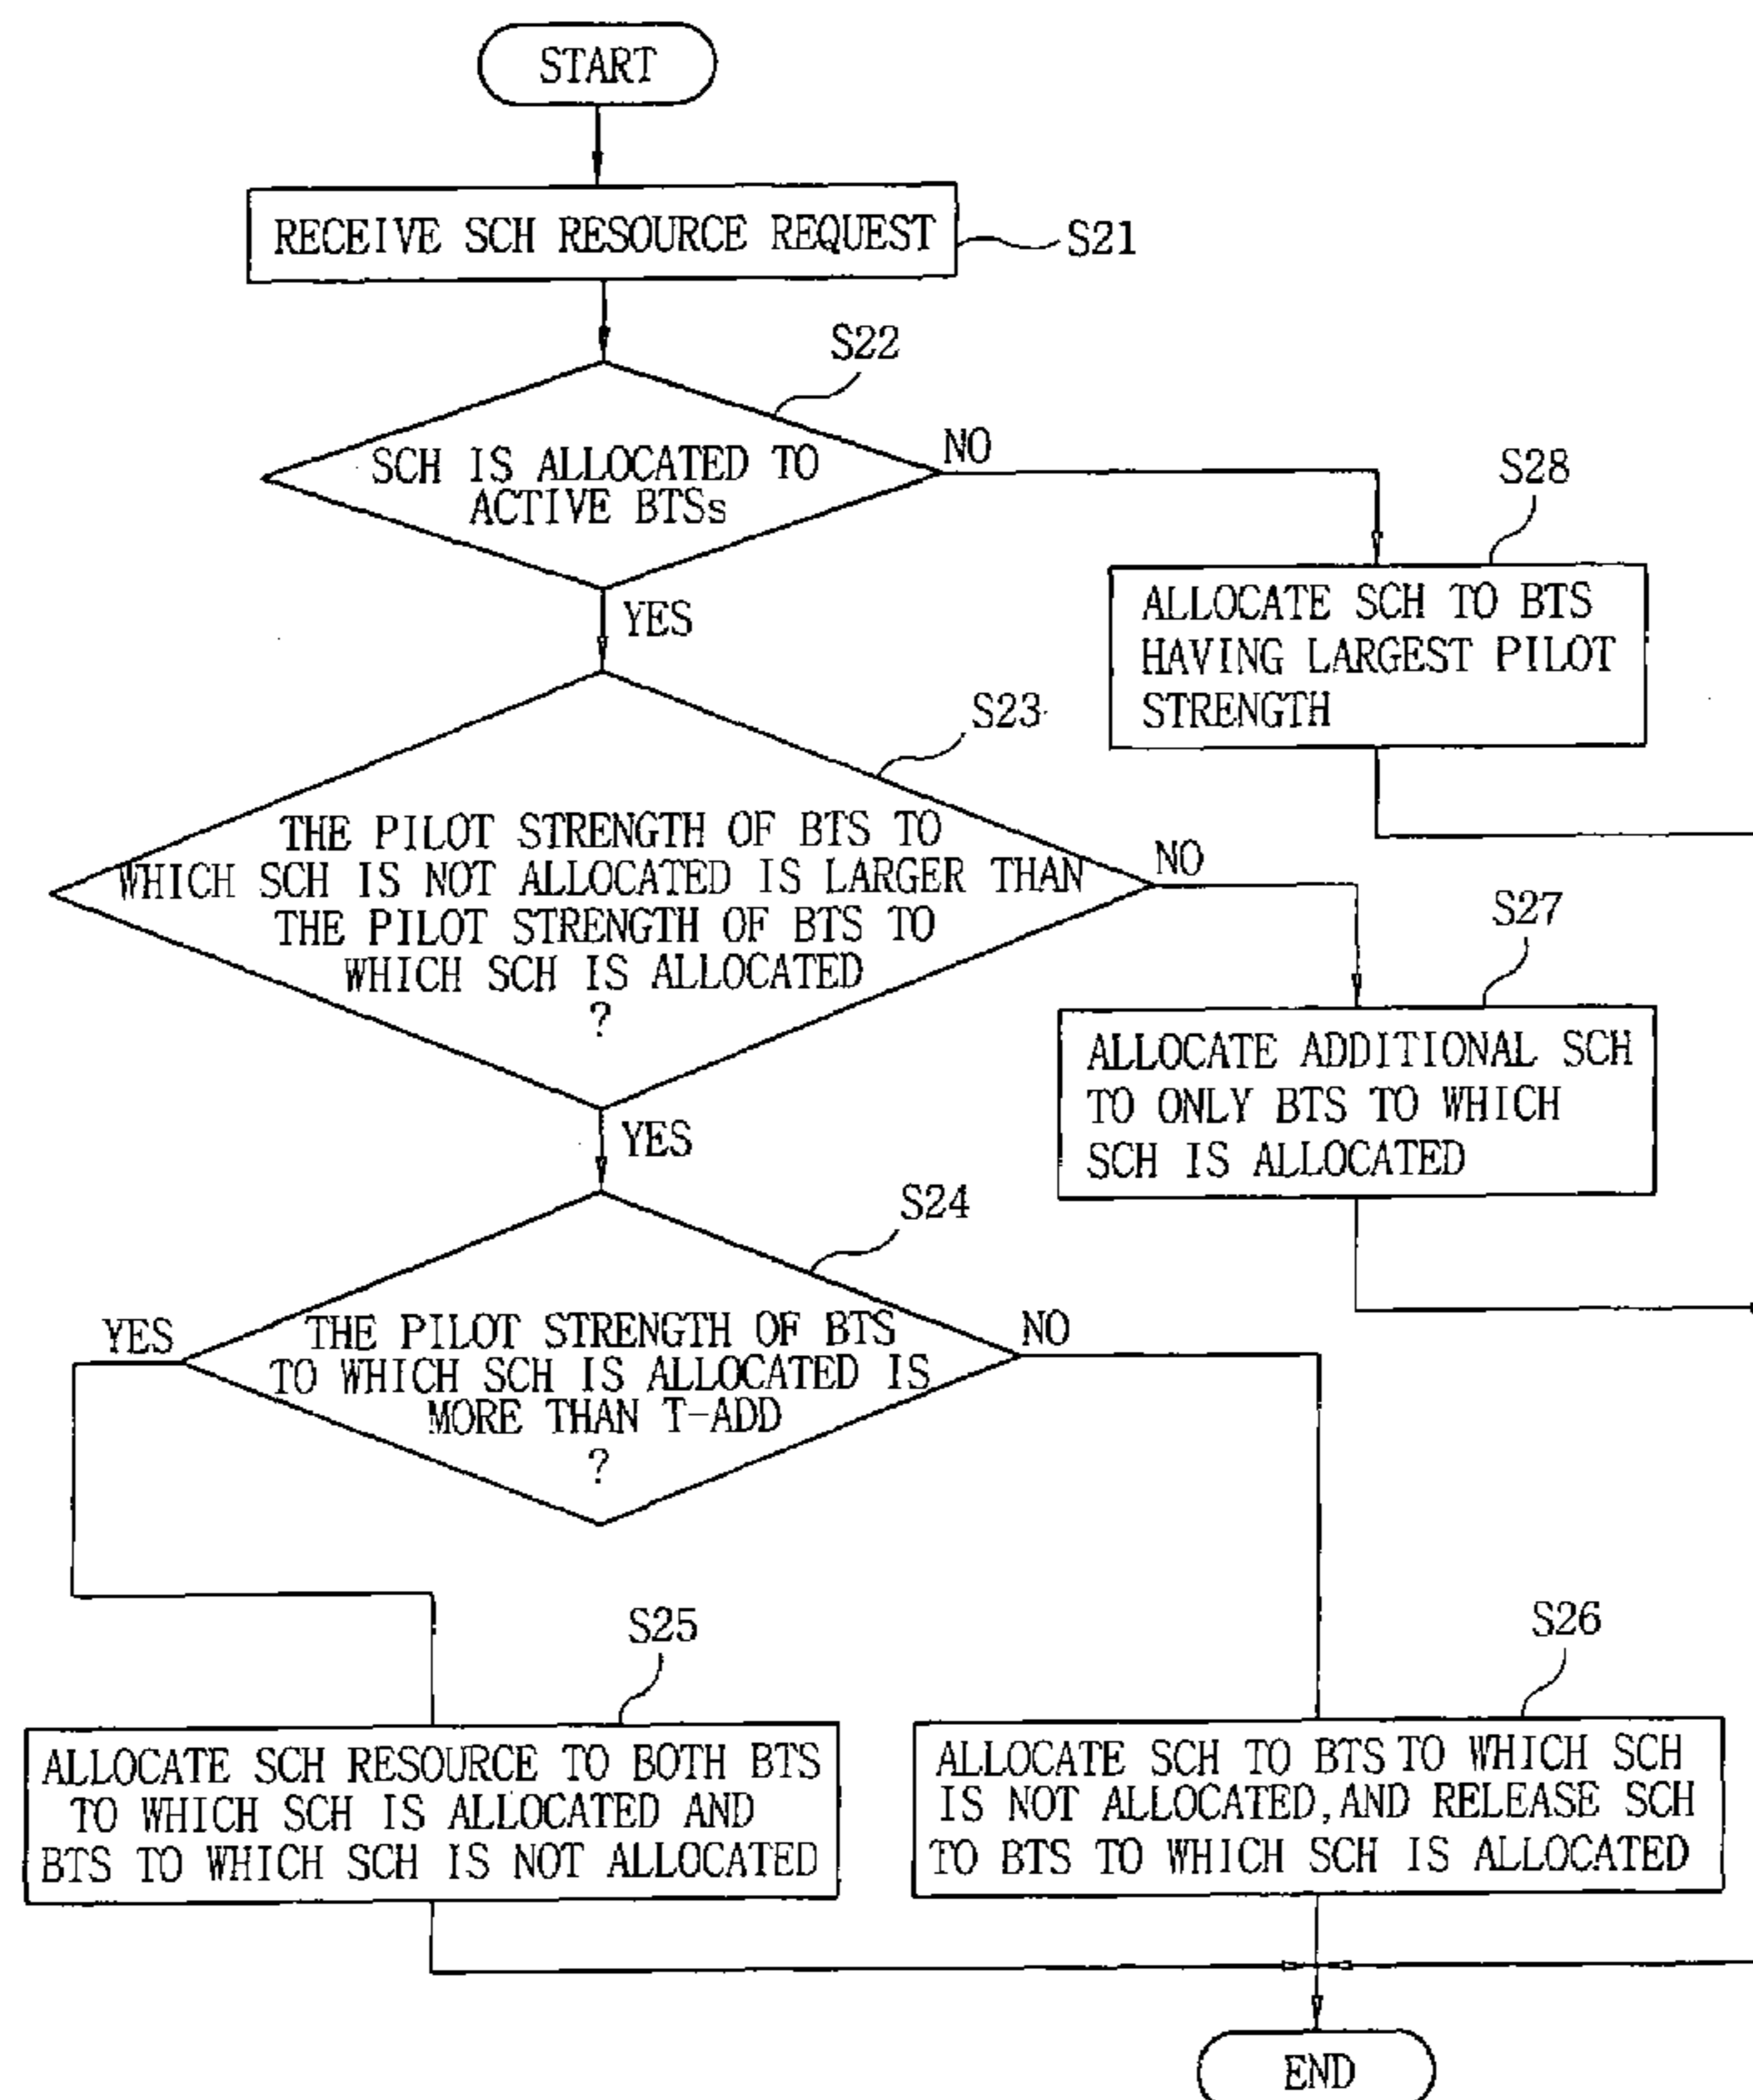 START
RECEIVE SCH RESOURCE REQUEST
S21
S22
SCH IS ALLOCATED TO
ACTIVE BTSs
NO
YES
S28
ALLOCATE SCH TO BTS
HAVING LARGEST PILOT
STRENGTH
S23
THE PILOT STRENGTH OF BTS TO
WHICH SCH IS NOT ALLOCATED IS LARGER THAN
THE PILOT STRENGTH OF BTS TO
WHICH SCH IS ALLOCATED
?
NO
YES
S27
ALLOCATE ADDITIONAL SCH
TO ONLY BTS TO WHICH
SCH IS ALLOCATED
S24
YES
THE PILOT STRENGTH OF BTS
TO WHICH SCH IS ALLOCATED IS
MORE THAN T-ADD
?
NO
S25
ALLOCATE SCH RESOURCE TO BOTH BTS
TO WHICH SCH IS ALLOCATED AND
BTS TO WHICH SCH IS NOT ALLOCATED
S26
ALLOCATE SCH TO BTS TO WHICH SCH
IS NOT ALLOCATED, AND RELEASE SCH
TO BTS TO WHICH SCH IS ALLOCATED
END